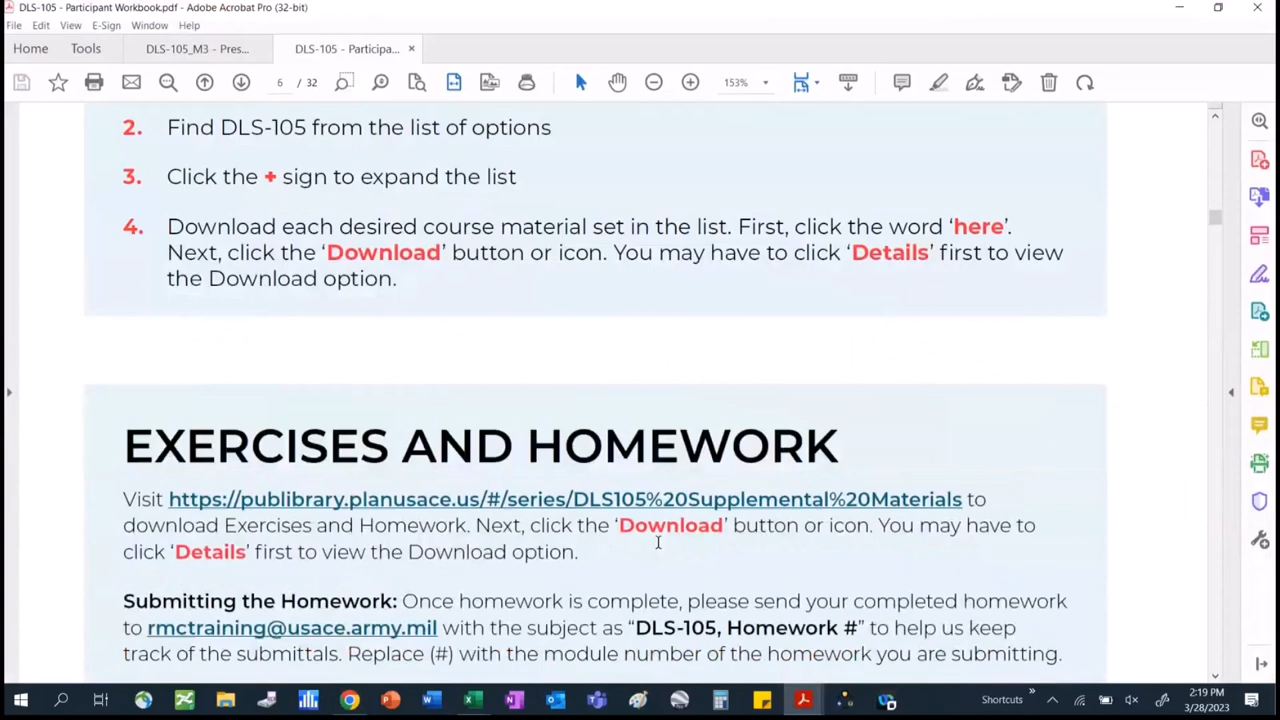 DLS-105 - Participant Workbook.pdf - Adobe Acrobat Pro (32-bit)
File Edit View E-Sign Window Help
Home Tools DLS-105_M3 - Pres... DLS-105 - Participa... ×
6 / 32 153%
2. Find DLS-105 from the list of options
3. Click the + sign to expand the list
4. Download each desired course material set in the list. First, click the word ‘here’.
Next, click the ‘Download’ button or icon. You may have to click ‘Details’ first to view
the Download option.
EXERCISES AND HOMEWORK
Visit https://publibrary.planusace.us/#/series/DLS105%20Supplemental%20Materials to
download Exercises and Homework. Next, click the ‘Download’ button or icon. You may have to
click ‘Details’ first to view the Download option.
Submitting the Homework: Once homework is complete, please send your completed homework
to rmctraining@usace.army.mil with the subject as “DLS-105, Homework #” to help us keep
track of the submittals. Replace (#) with the module number of the homework you are submitting.
Shortcuts
2:19 PM
3/28/2023